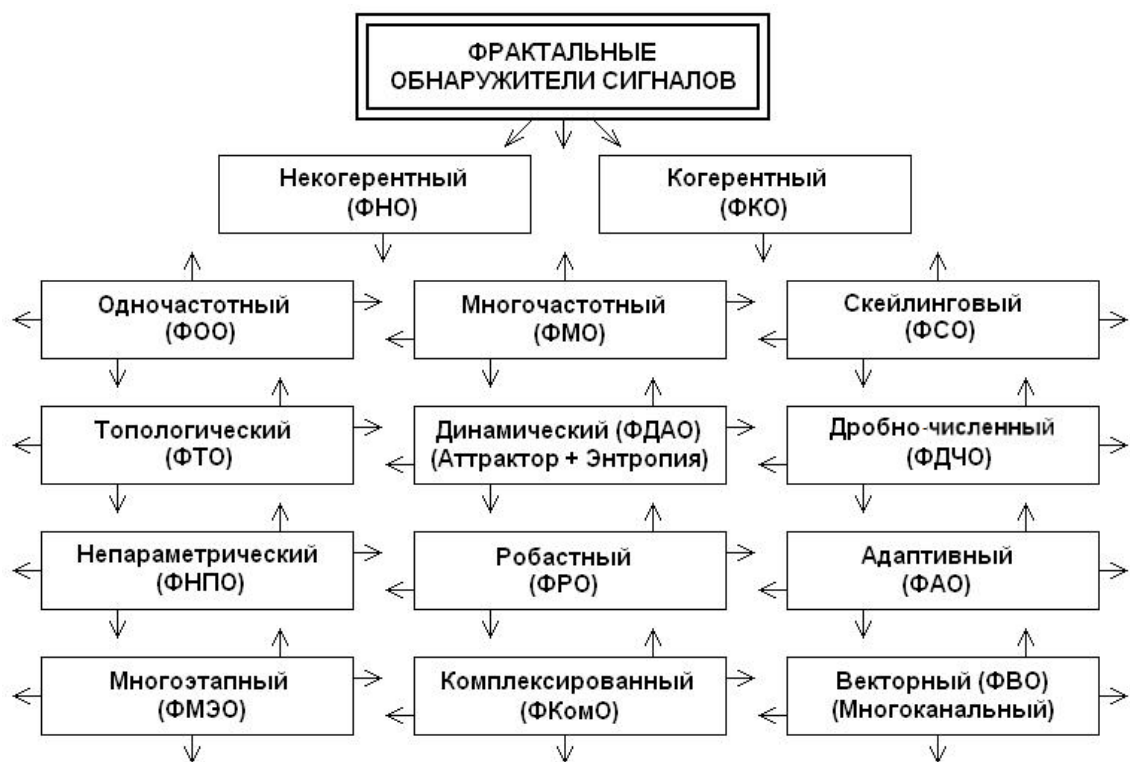 ФРАКТАЛЬНЫЕ
ОБНАРУЖИТЕЛИ СИГНАЛОВ
Некогерентный
(ФНО)
Когерентный
(ФКО)
Одночастотный
(ФОО)
Многочастотный
(ФМО)
Скейлинговый
(ФСО)
Топологический
(ФТО)
Динамический (ФДАО)
(Аттрактор + Энтропия)
Дробно-численный
(ФДЧО)
Непараметрический
(ФНПО)
Робастный
(ФРО)
Адаптивный
(ФАО)
Многоэтапный
(ФМЭО)
Комплексированный
(ФКомО)
Векторный (ФВО)
(Многоканальный)